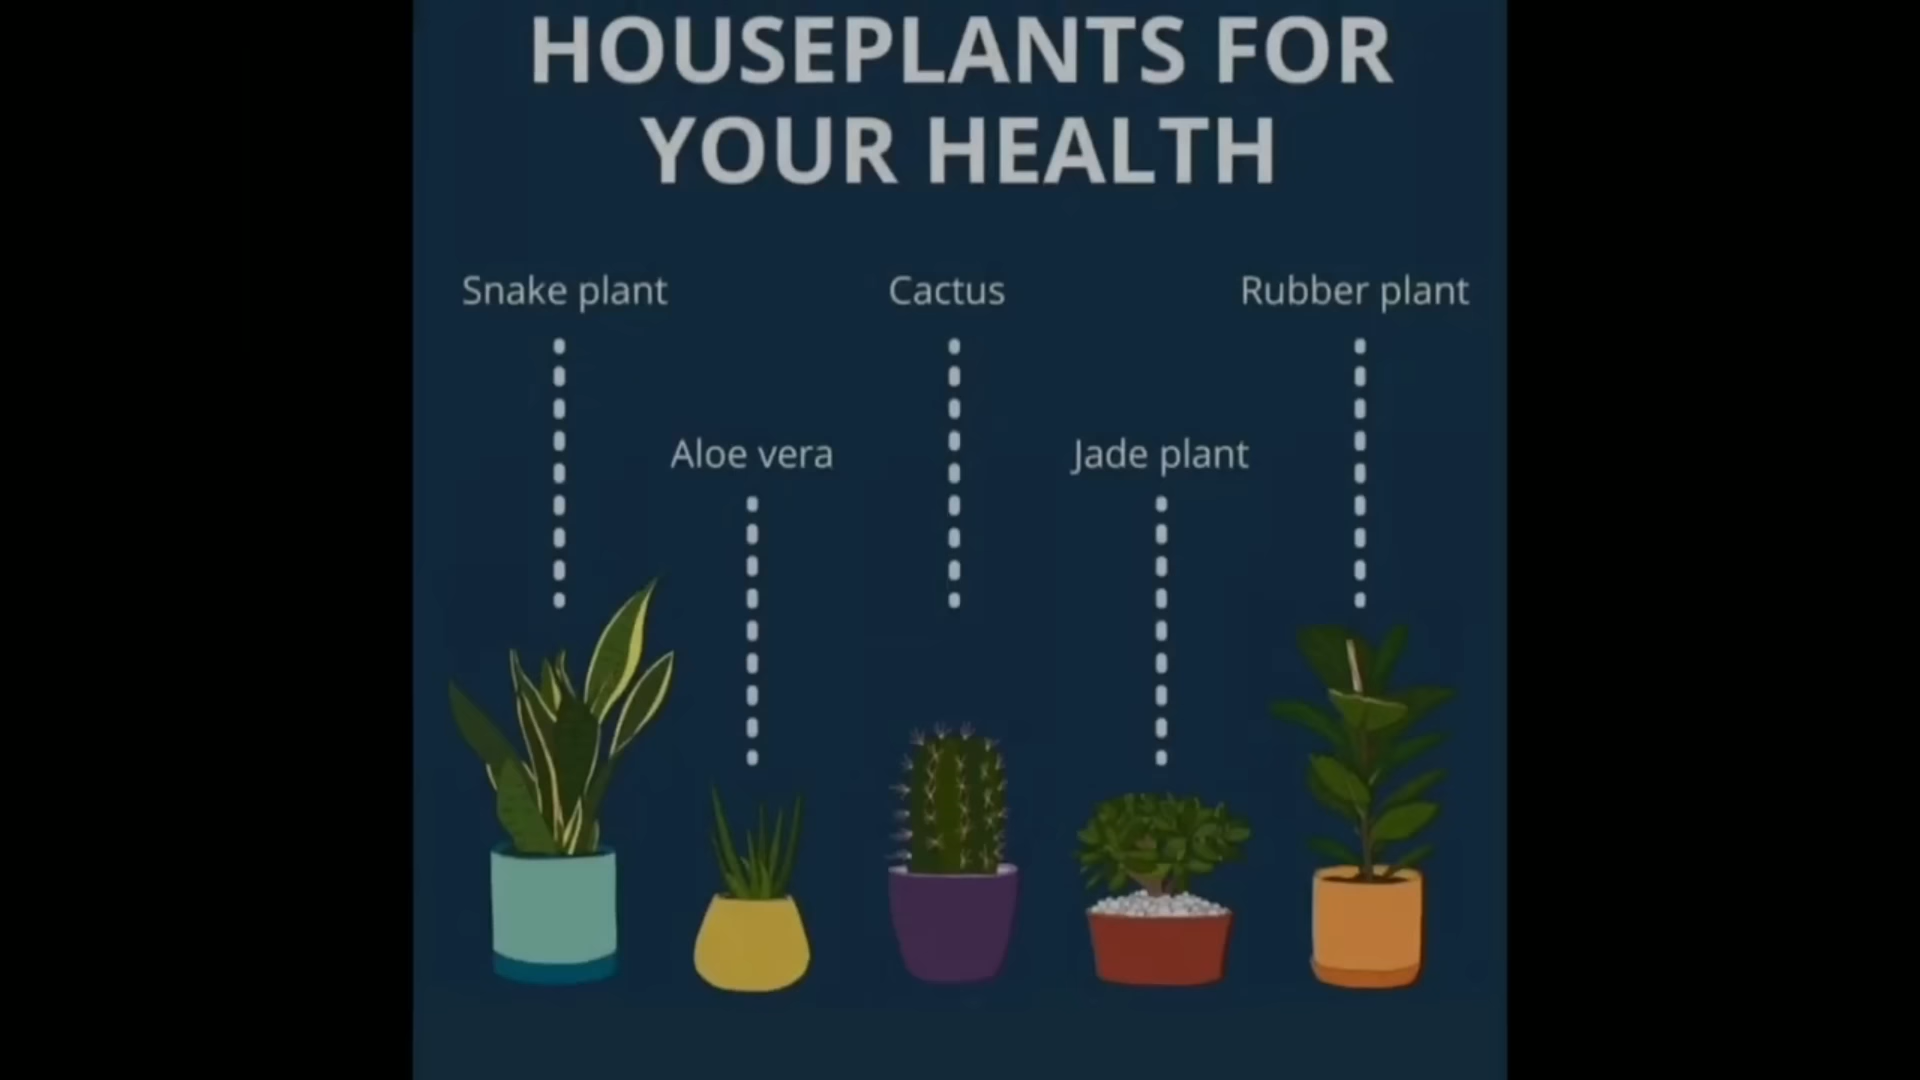 HOUSEPLANTS FOR
YOUR HEALTH
Snake plant
Cactus
Rubber plant
Aloe vera
Jade plant